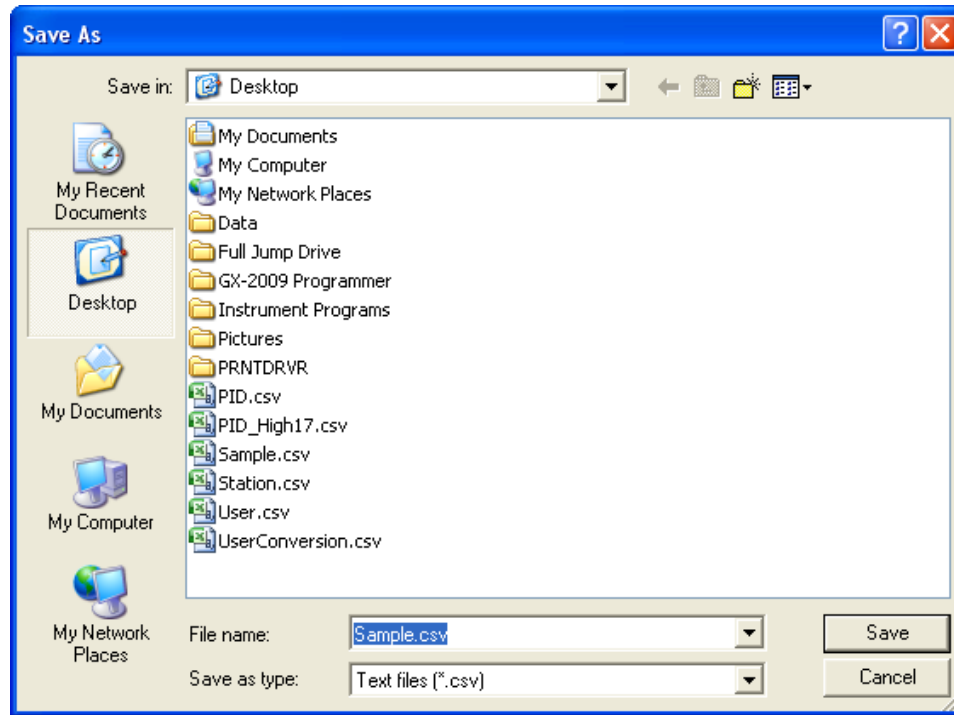 Save As
Save in:
Desktop
My Recent
Documents
Desktop
My Documents
My Computer
My Network
Places
My Documents
My Computer
My Network Places
Data
Full Jump Drive
GX-2009 Programmer
Instrument Programs
Pictures
PRNTDRVR
PID.csv
PID_High17.csv
Sample.csv
Station.csv
User.csv
UserConversion.csv
File name:
Sample.csv
Save
Save as type:
Text files (*.csv)
Cancel